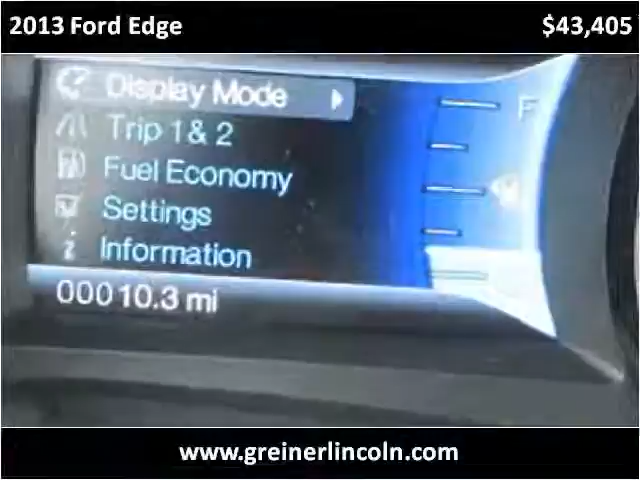 2013 Ford Edge
$43,405
Display Mode
Trip 1 & 2
Fuel Economy
Settings
Information
00010.3 mi
F
www.greinerlincoln.com